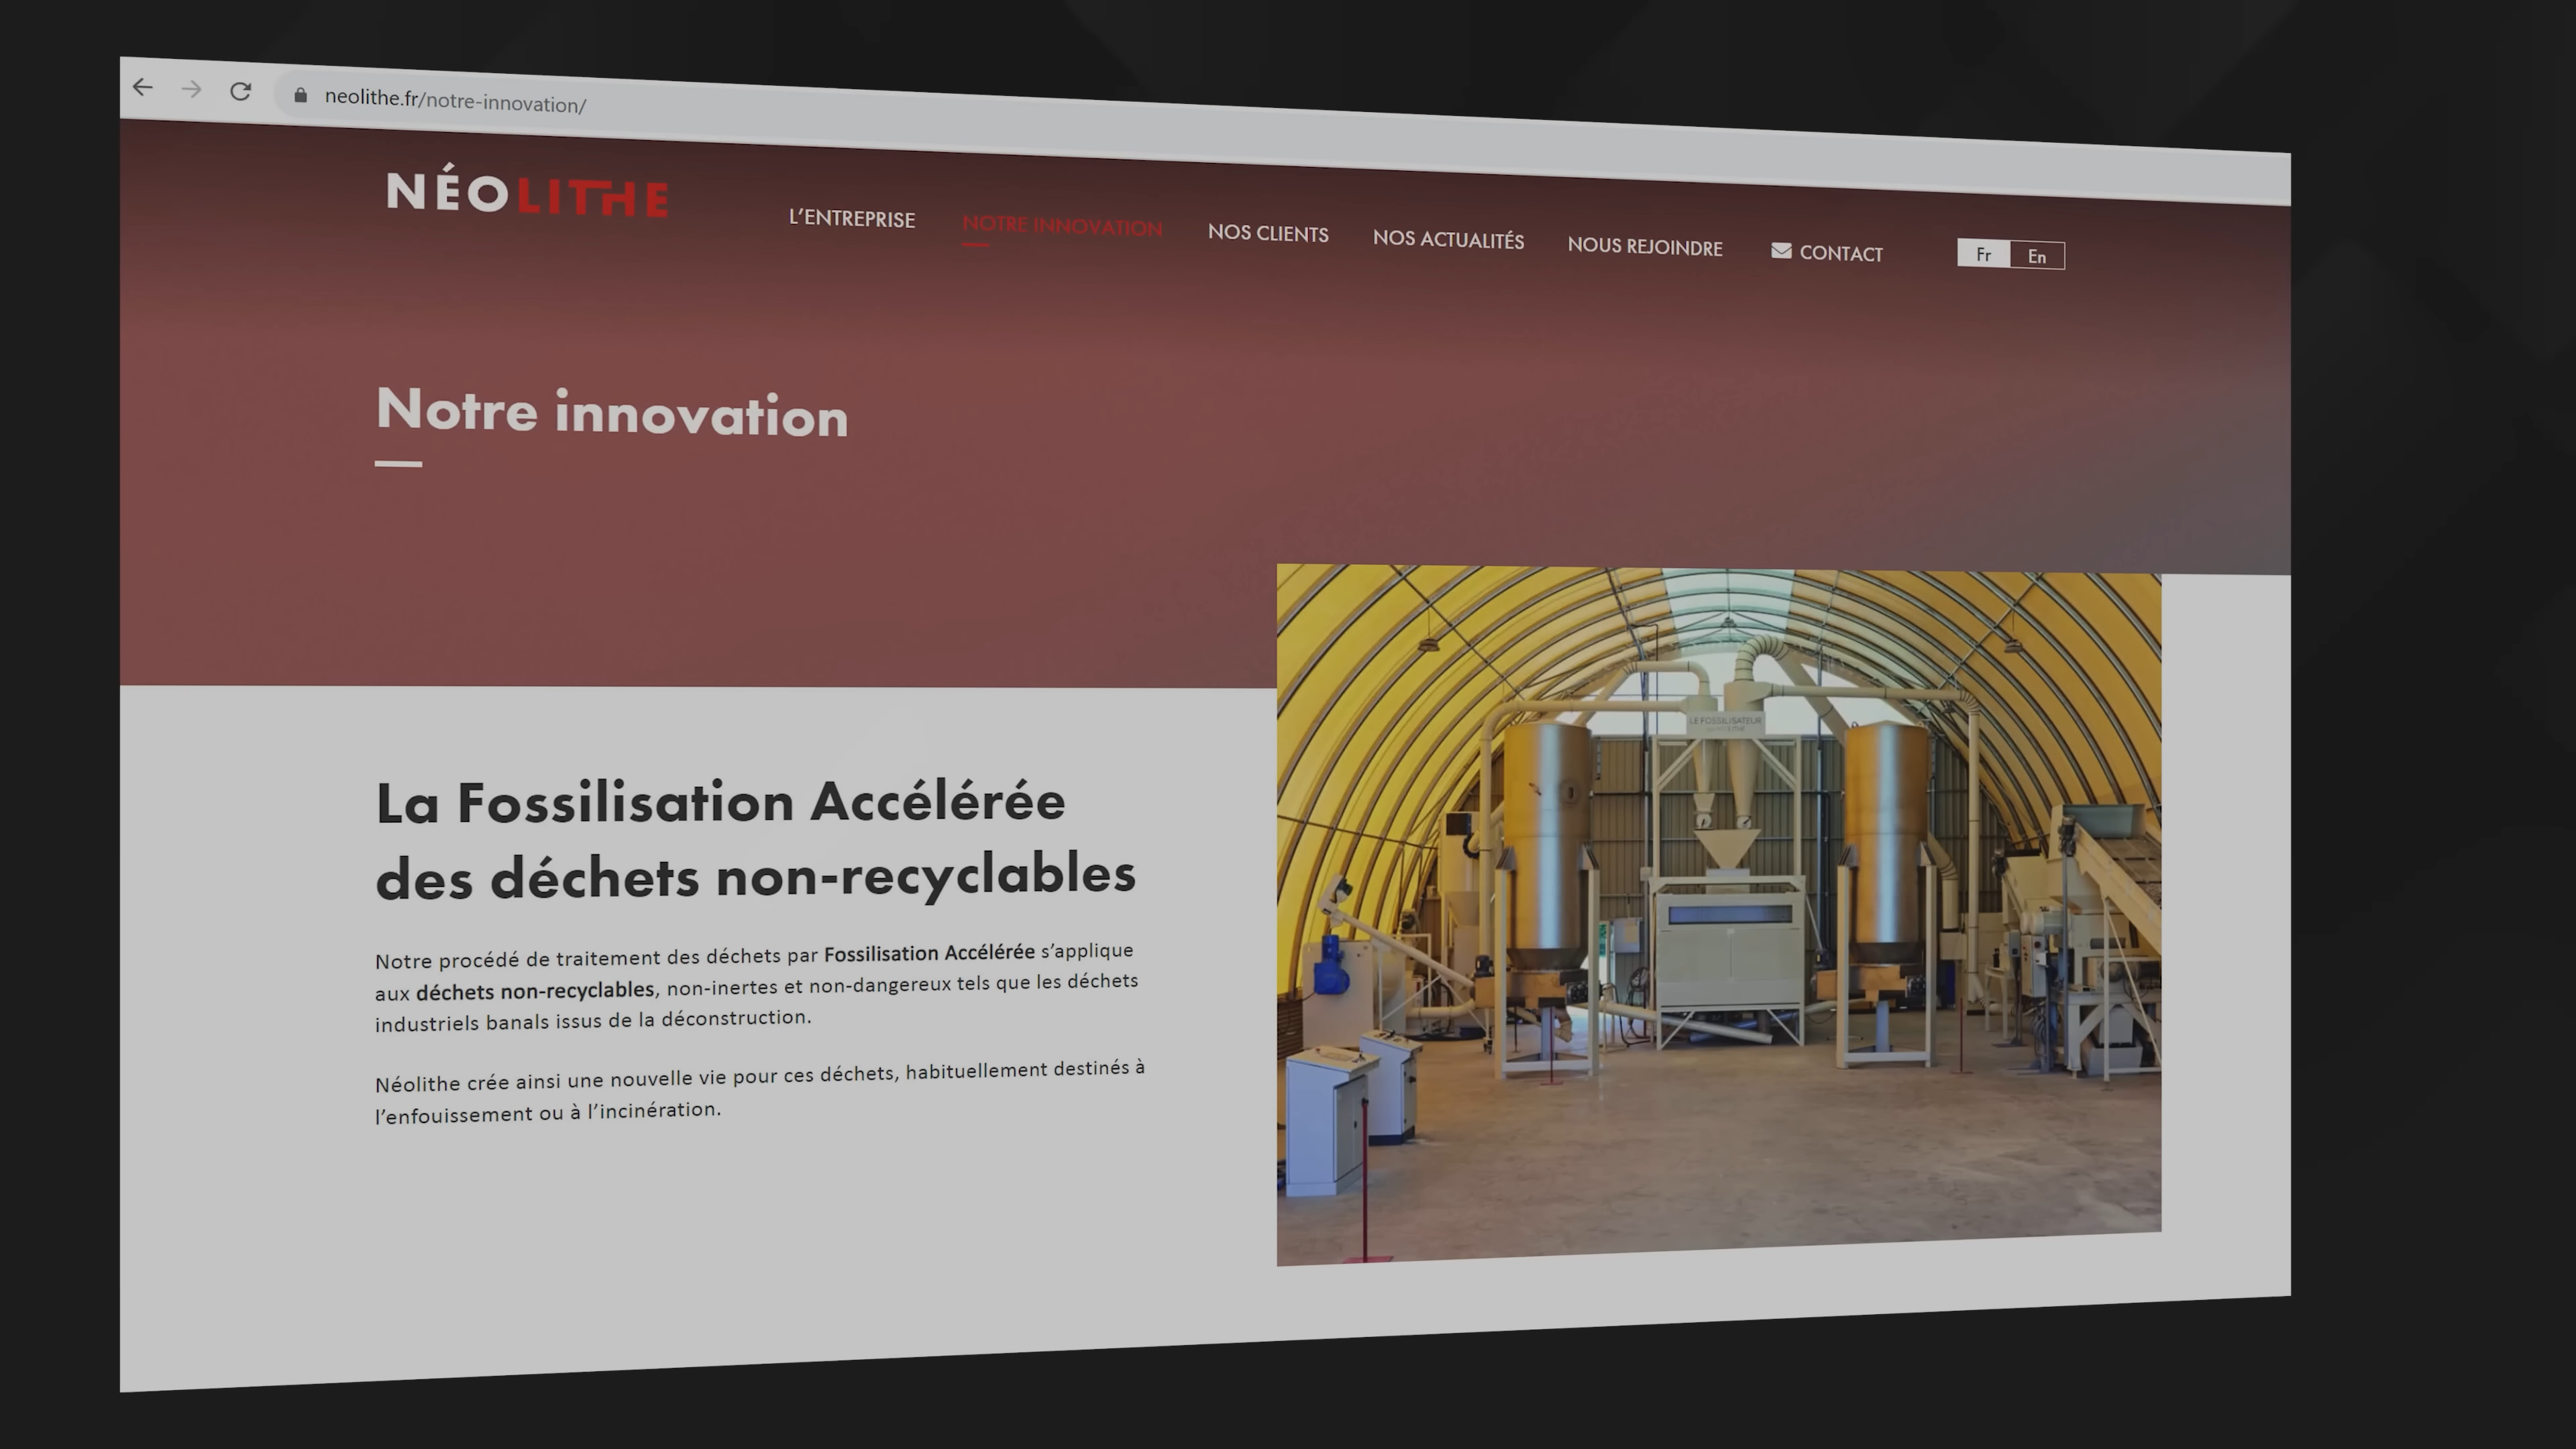 neolithe.fr/notre-innovation/
NÉOLITHE
L'ENTREPRISE
NOTRE INNOVATION
NOS CLIENTS
NOS ACTUALITÉS
NOUS REJOINDRE
CONTACT
Fr
En
Notre innovation
LE FOSSILISATEUR
La Fossilisation Accélérée
des déchets non-recyclables
Notre procédé de traitement des déchets par Fossilisation Accélérée s'applique
aux déchets non-recyclables, non-inertes et non-dangereux tels que les déchets
industriels banals issus de la déconstruction.
Néolithe crée ainsi une nouvelle vie pour ces déchets, habituellement destinés à
l'enfouissement ou à l'incinération.